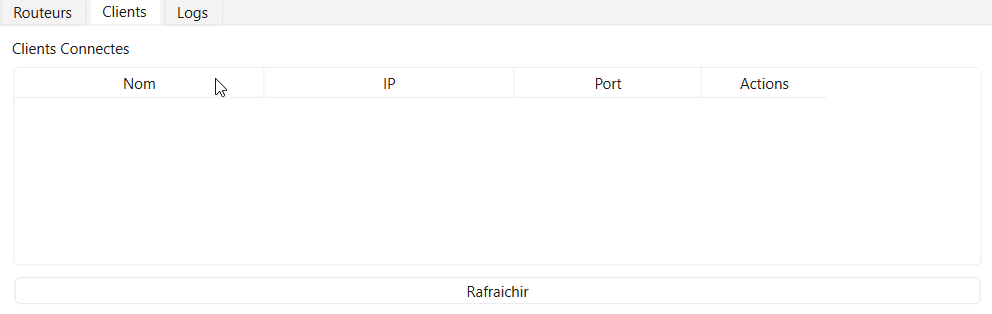 Routeurs Clients Logs
Clients Connectes
Nom IP Port Actions
Rafraichir